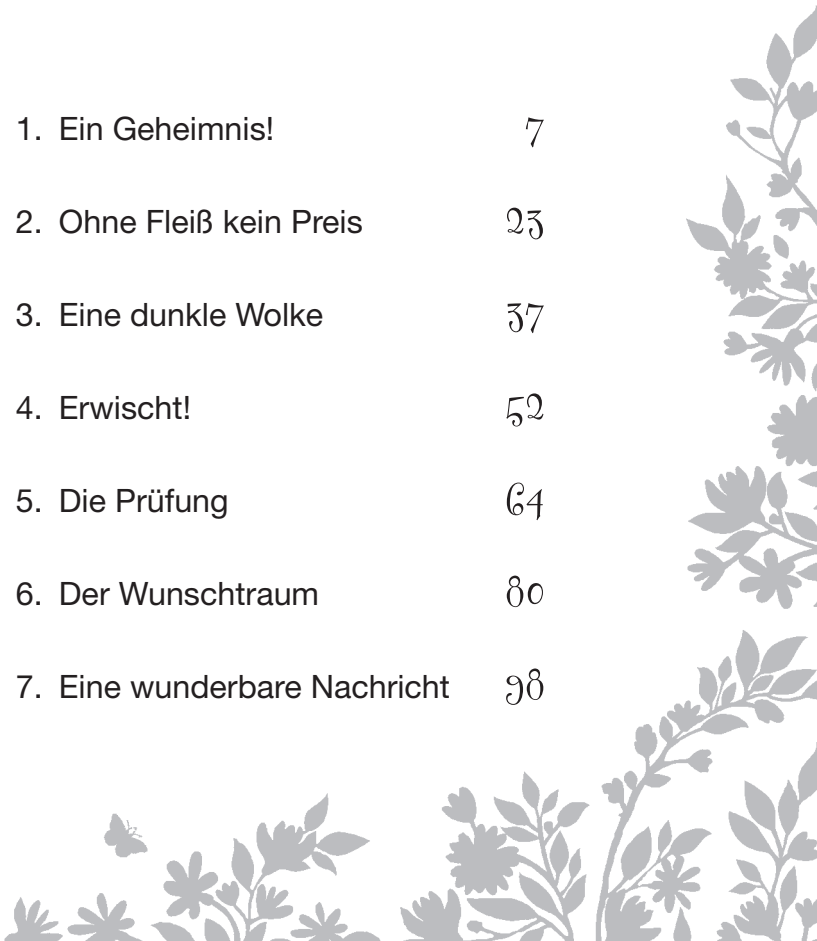 1. Ein Geheimnis! 7
2. Ohne Fleiß kein Preis 23
3. Eine dunkle Wolke 37
4. Erwischt! 52
5. Die Prüfung 64
6. Der Wunschtraum 80
7. Eine wunderbare Nachricht 98